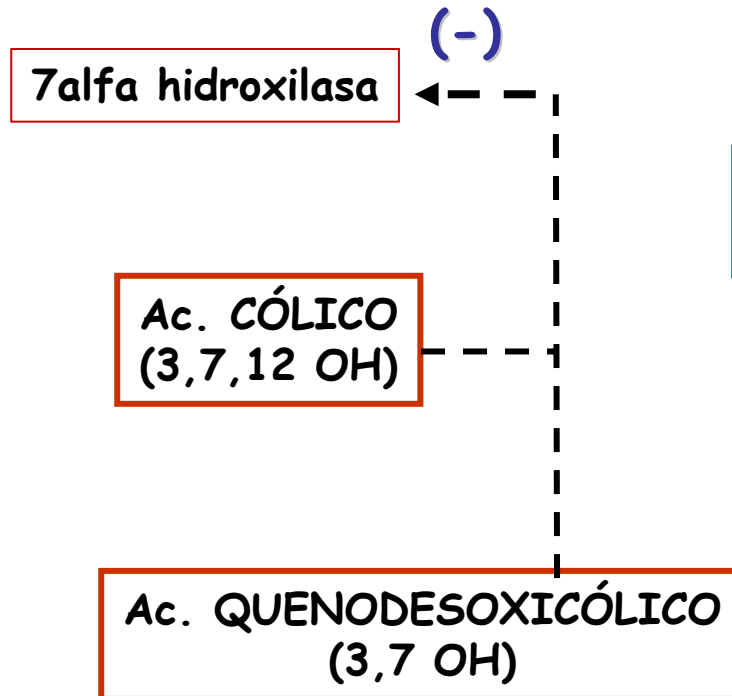 (-)
7alfa hidroxilasa
Ac. CÓLICO
(3,7,12 OH)
Ac. QUENODESOXICÓLICO
(3,7 OH)